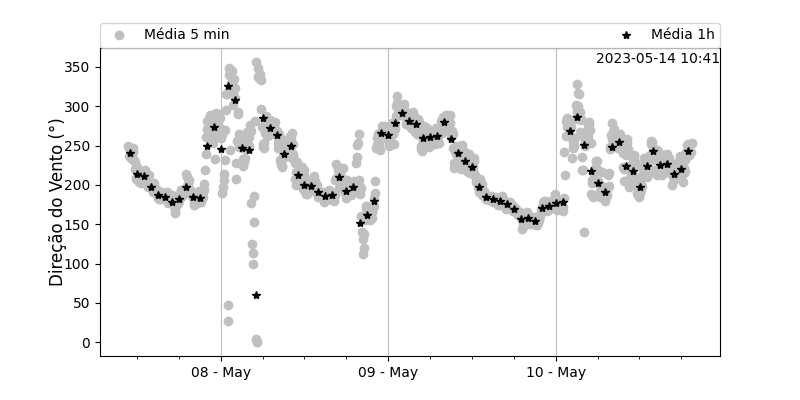 Média 5 min
Média 1h
2023-05-14 10:41
Direção do Vento (°)
350
300
250
200
150
100
50
0
08 - May
09 - May
10 - May